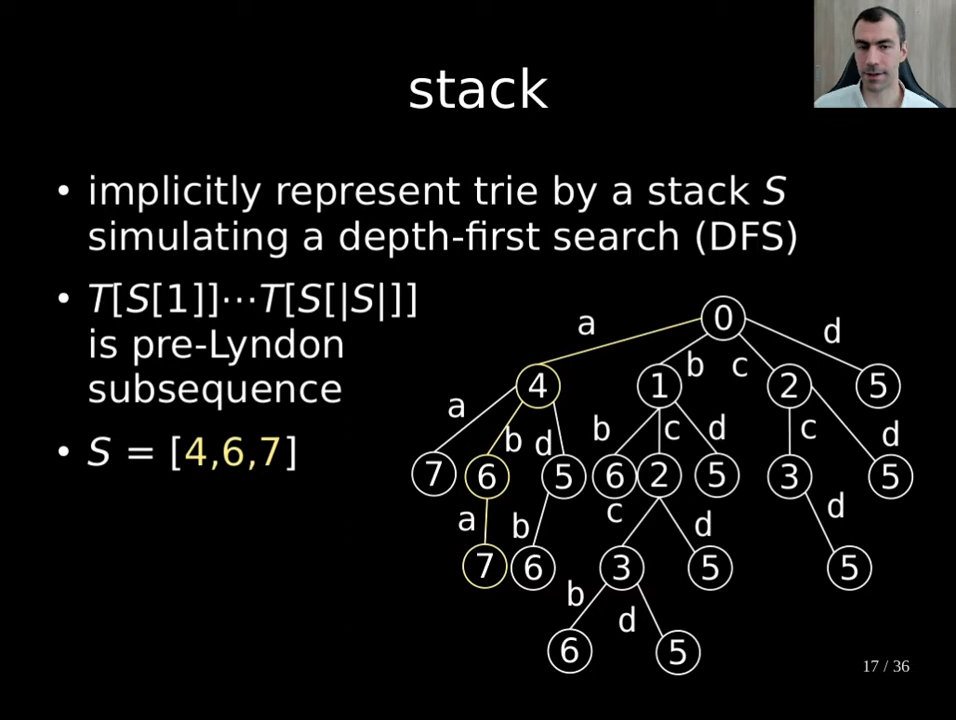 stack
• implicitly represent trie by a stack S
simulating a depth-first search (DFS)
• T[S[1]]···T[S[|S|]]
is pre-Lyndon
subsequence
• S = [4,6,7]
0
a
b
c
d
4
1
2
5
a
b
d
b
c
d
c
d
7
6
5
6
2
5
3
5
a
b
c
d
d
7
6
3
5
5
b
d
6
5
17 / 36